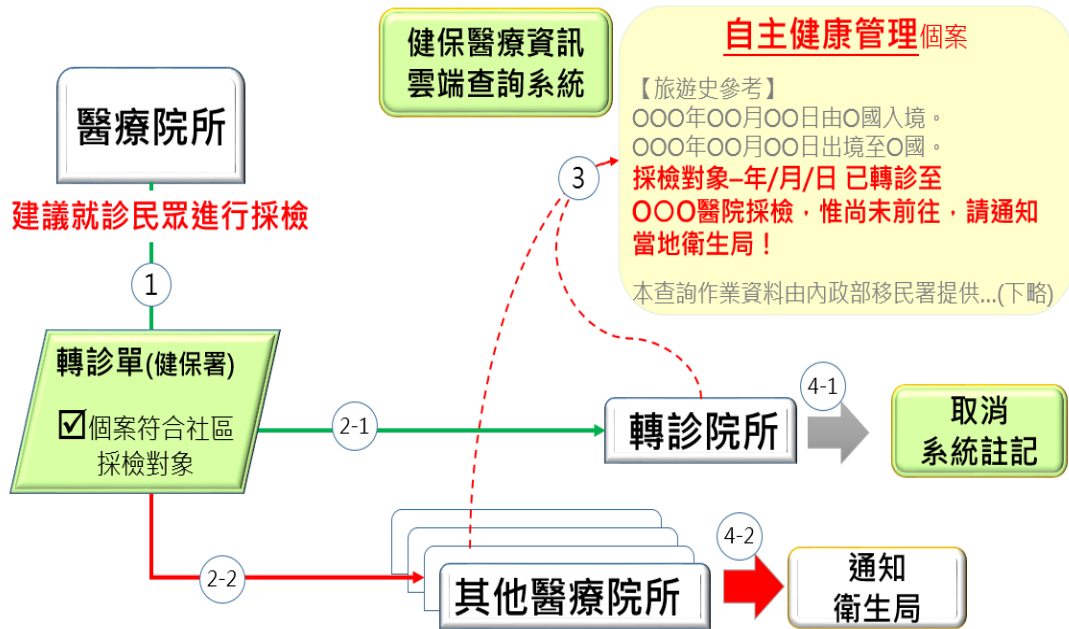 醫療院所
建議就診民眾進行採檢
1
轉診單(健保署)
☑個案符合社區
採檢對象
2-1
2-2
健保醫療資訊
雲端查詢系統
3
自主健康管理個案
【旅遊史參考】
OOO年OO月OO日由O國入境。
OOO年OO月OO日出境至O國。
採檢對象–年/月/日 已轉診至
O〇O醫院採檢，惟尚未前往，請通知
當地衛生局！
本查詢作業資料由內政部移民署提供...(下略)
轉診院所
4-1
取消
系統註記
其他醫療院所
4-2
通知
衛生局